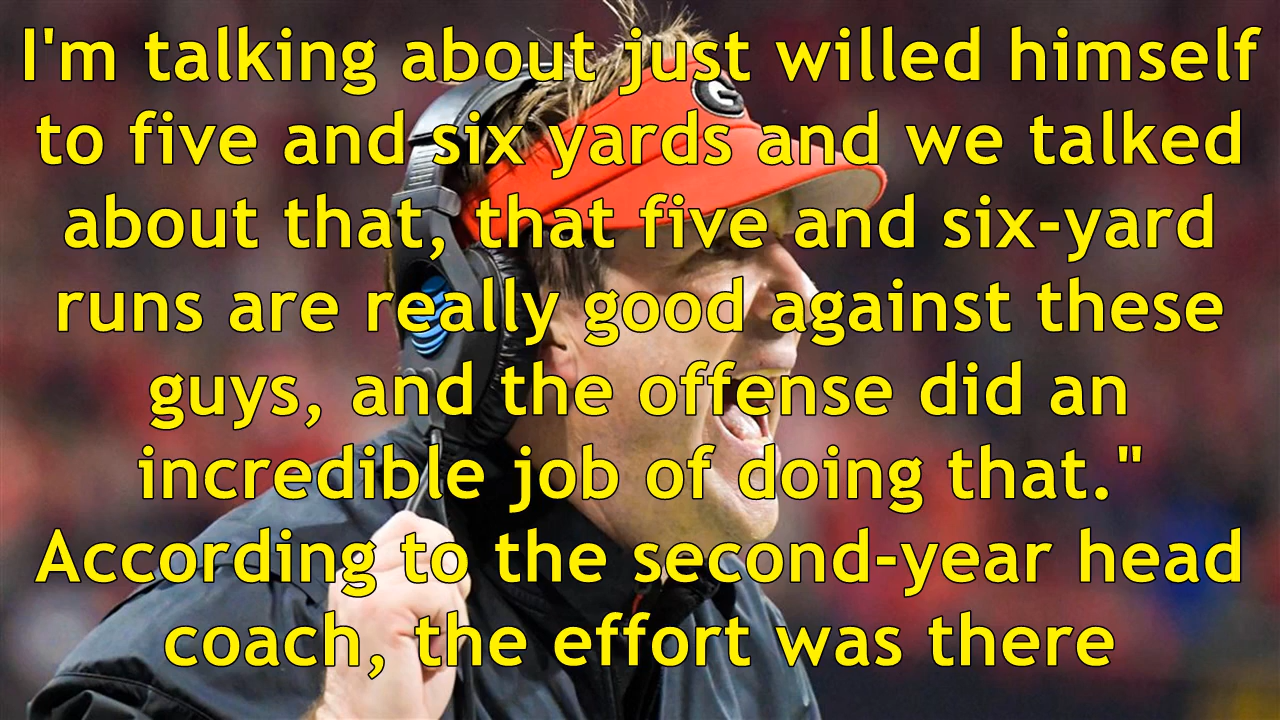 I'm talking about just willed himself
to five and six yards and we talked
about that, that five and six-yard
runs are really good against these
guys, and the offense did an
incredible job of doing that."
According to the second-year head
coach, the effort was there
G